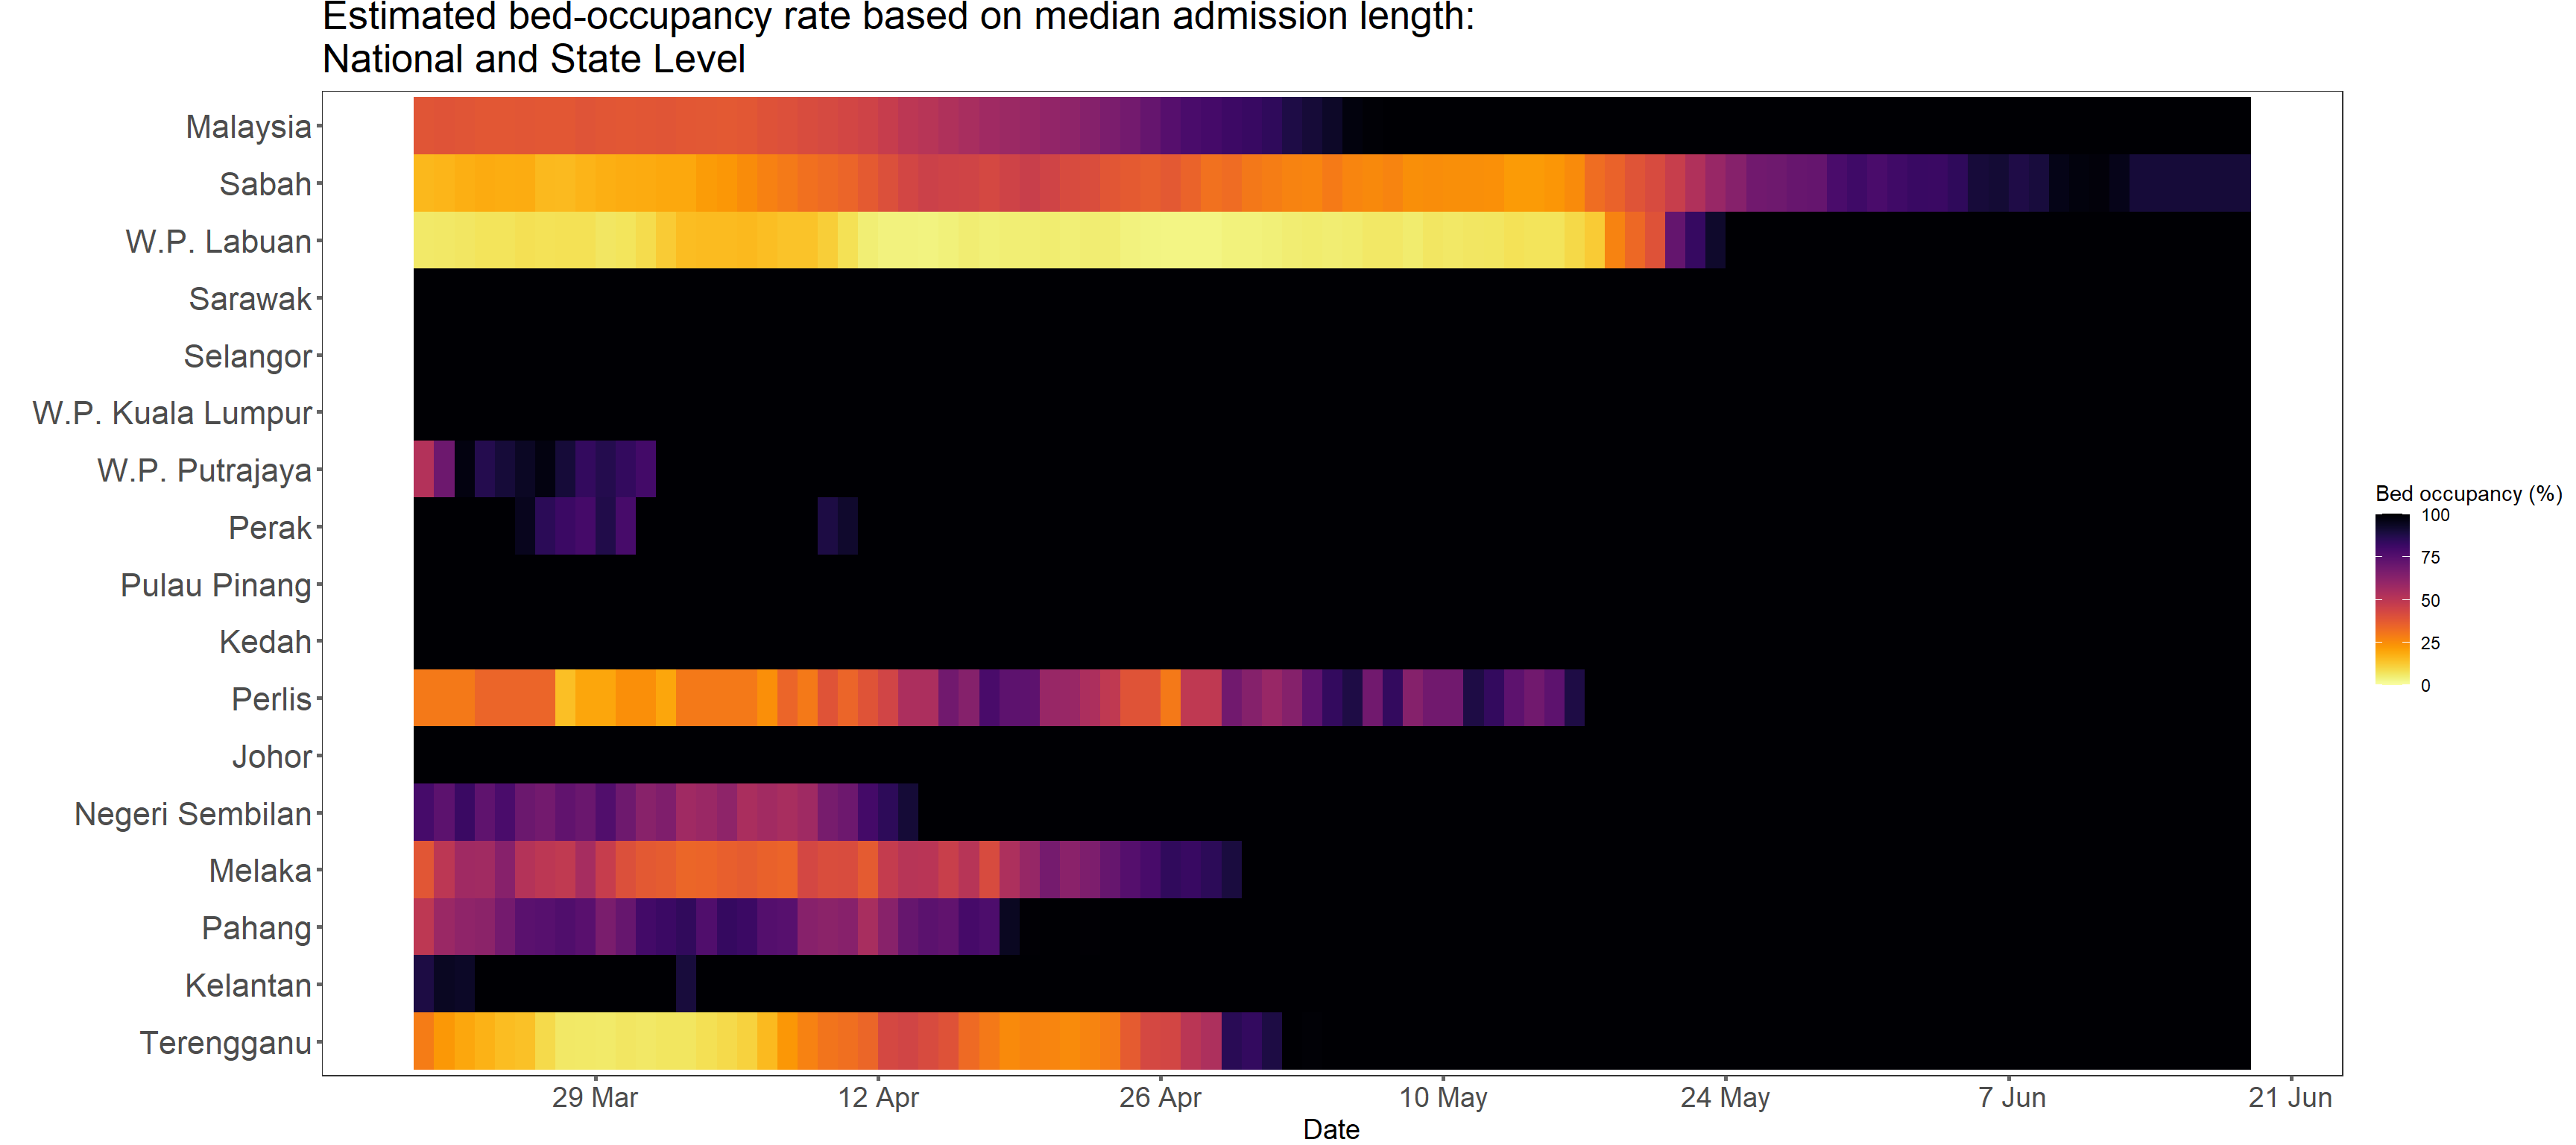 Estimated bed-occupancy rate based on median admission length:
National and State Level
Malaysia
Sabah
W.P. Labuan
Sarawak
Selangor
W.P. Kuala Lumpur
W.P. Putrajaya
Perak
Pulau Pinang
Kedah
Perlis
Johor
Negeri Sembilan
Melaka
Pahang
Kelantan
Terengganu
29 Mar
12 Apr
26 Apr
10 May
24 May
7 Jun
21 Jun
Date
Bed occupancy (%)
100
75
50
25
0